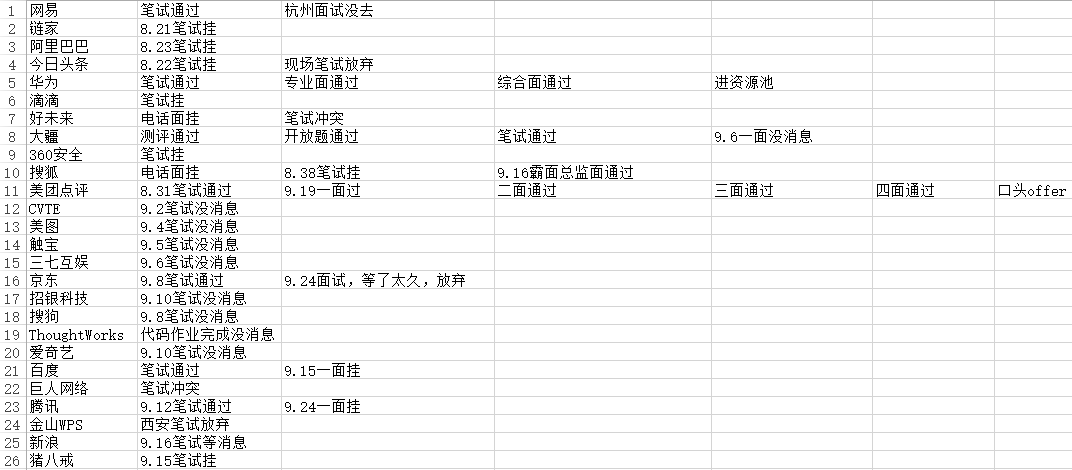 1 网易 笔试通过 杭州面试没去
2 链家 8.21笔试挂
3 阿里巴巴 8.23笔试挂
4 今日头条 8.22笔试挂 现场笔试放弃
5 华为 笔试通过 专业面通过 综合面通过 进资源池
6 滴滴 笔试挂
7 好未来 电话面挂 笔试冲突
8 大疆 测评通过 开放题通过 笔试通过 9.6一面没消息
9 360安全 笔试挂
10 搜狐 电话面挂 8.38笔试挂 9.16霸面总监面通过
11 美团点评 8.31笔试通过 9.19一面过 二面通过 三面通过 四面通过 口头offer
12 CVTE 9.2笔试没消息
13 美图 9.4笔试没消息
14 触宝 9.5笔试没消息
15 三七互娱 9.6笔试没消息
16 京东 9.8笔试通过 9.24面试，等了太久，放弃
17 招银科技 9.10笔试没消息
18 搜狗 9.8笔试没消息
19 ThoughtWorks 代码作业完成没消息
20 爱奇艺 9.10笔试没消息
21 百度 笔试通过 9.15一面挂
22 巨人网络 笔试冲突
23 腾讯 9.12笔试通过 9.24一面挂
24 金山WPS 西安笔试放弃
25 新浪 9.16笔试等消息
26 猪八戒 9.15笔试挂